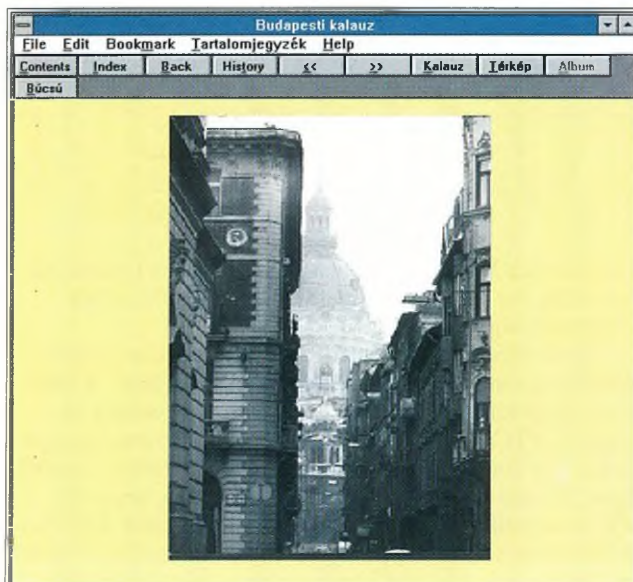 Budapesti kalauz
File Edit Bookmark Tartalomjegyzék Help
Contents Index Back History << >> Kalauz Térkép Album
Búcsú